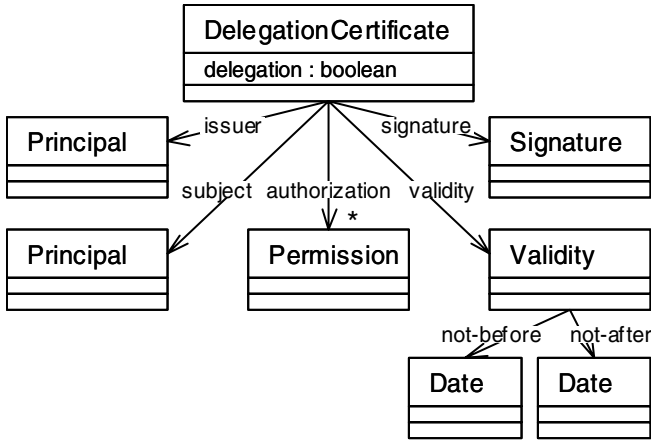 DelegationCertificate
delegation : boolean
issuer
signature
Principal
Signature
subject
authorization
validity
*
Principal
Permission
Validity
not-before
not-after
Date
Date